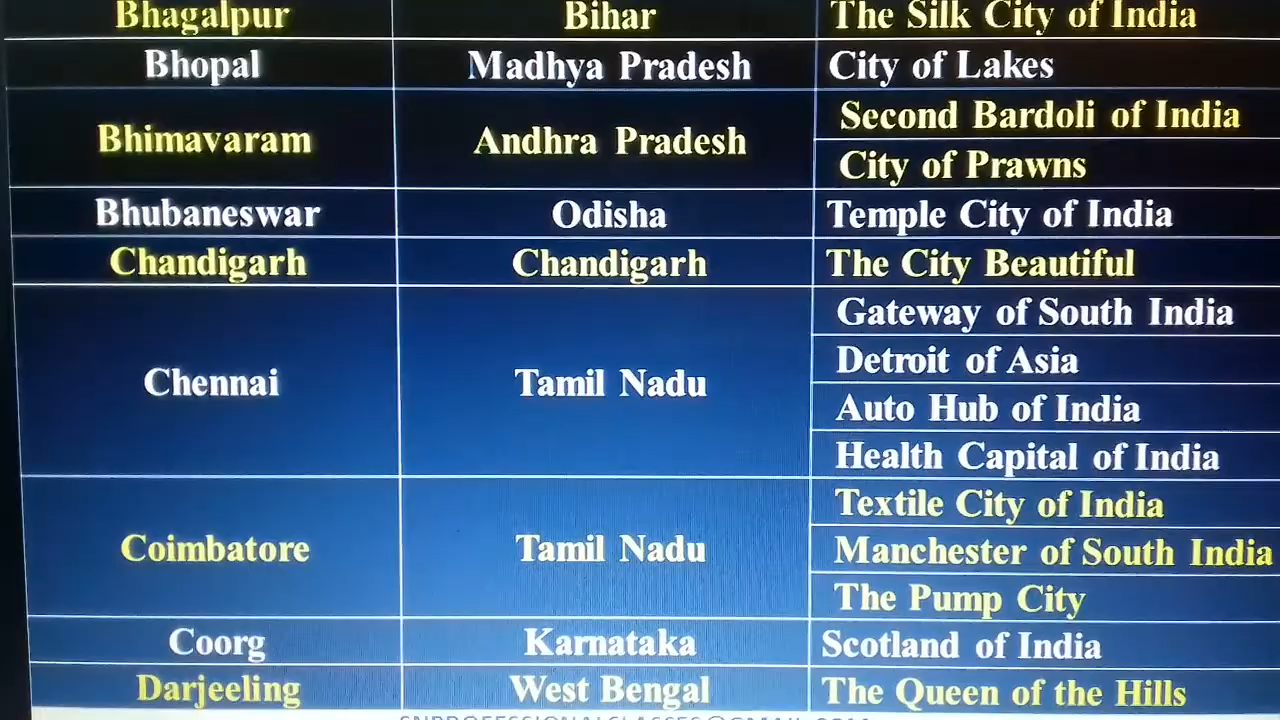 Bhagalpur Bihar The Silk City of India
Bhopal Madhya Pradesh City of Lakes
Bhimavaram Andhra Pradesh Second Bardoli of India
City of Prawns
Bhubaneswar Odisha Temple City of India
Chandigarh Chandigarh The City Beautiful
Chennai Tamil Nadu Gateway of South India
Detroit of Asia
Auto Hub of India
Health Capital of India
Coimbatore Tamil Nadu Textile City of India
Manchester of South India
The Pump City
Coorg Karnataka Scotland of India
Darjeeling West Bengal The Queen of the Hills